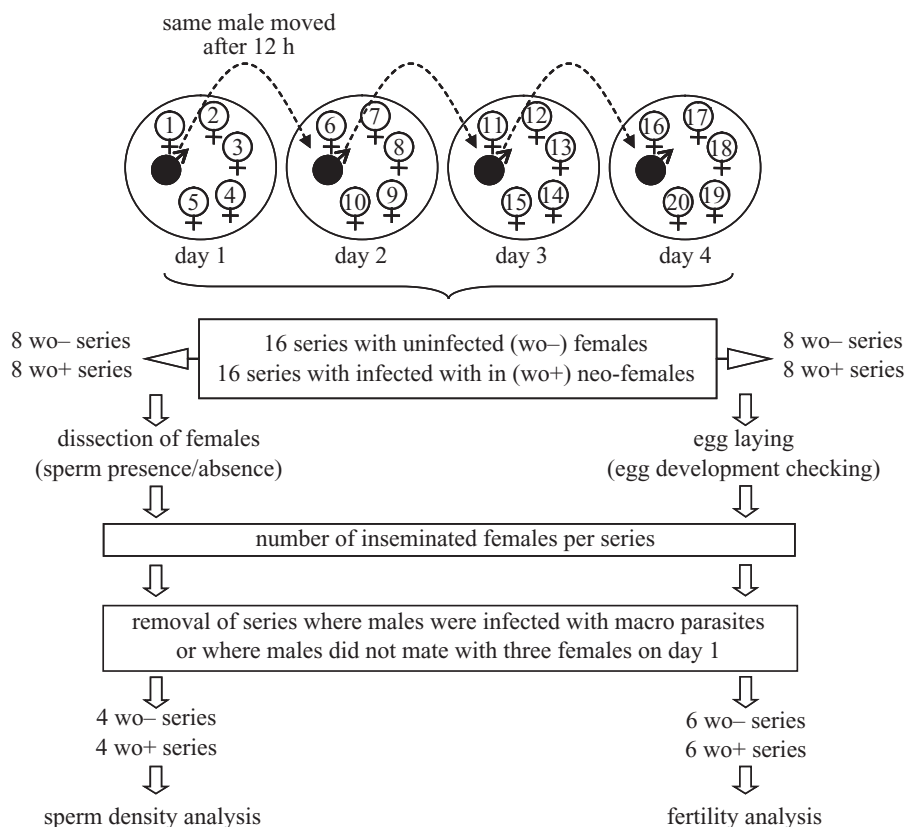 same male moved
after 12 h
1 2 3 4 5
6 7 8 9 10
11 12 13 14 15
16 17 18 19 20
day 1 day 2 day 3 day 4
8 wo– series
8 wo+ series
16 series with uninfected (wo–) females
16 series with infected with in (wo+) neo-females
8 wo– series
8 wo+ series
dissection of females
(sperm presence/absence)
egg laying
(egg development checking)
number of inseminated females per series
removal of series where males were infected with macro parasites
or where males did not mate with three females on day 1
4 wo– series
4 wo+ series
6 wo– series
6 wo+ series
sperm density analysis
fertility analysis